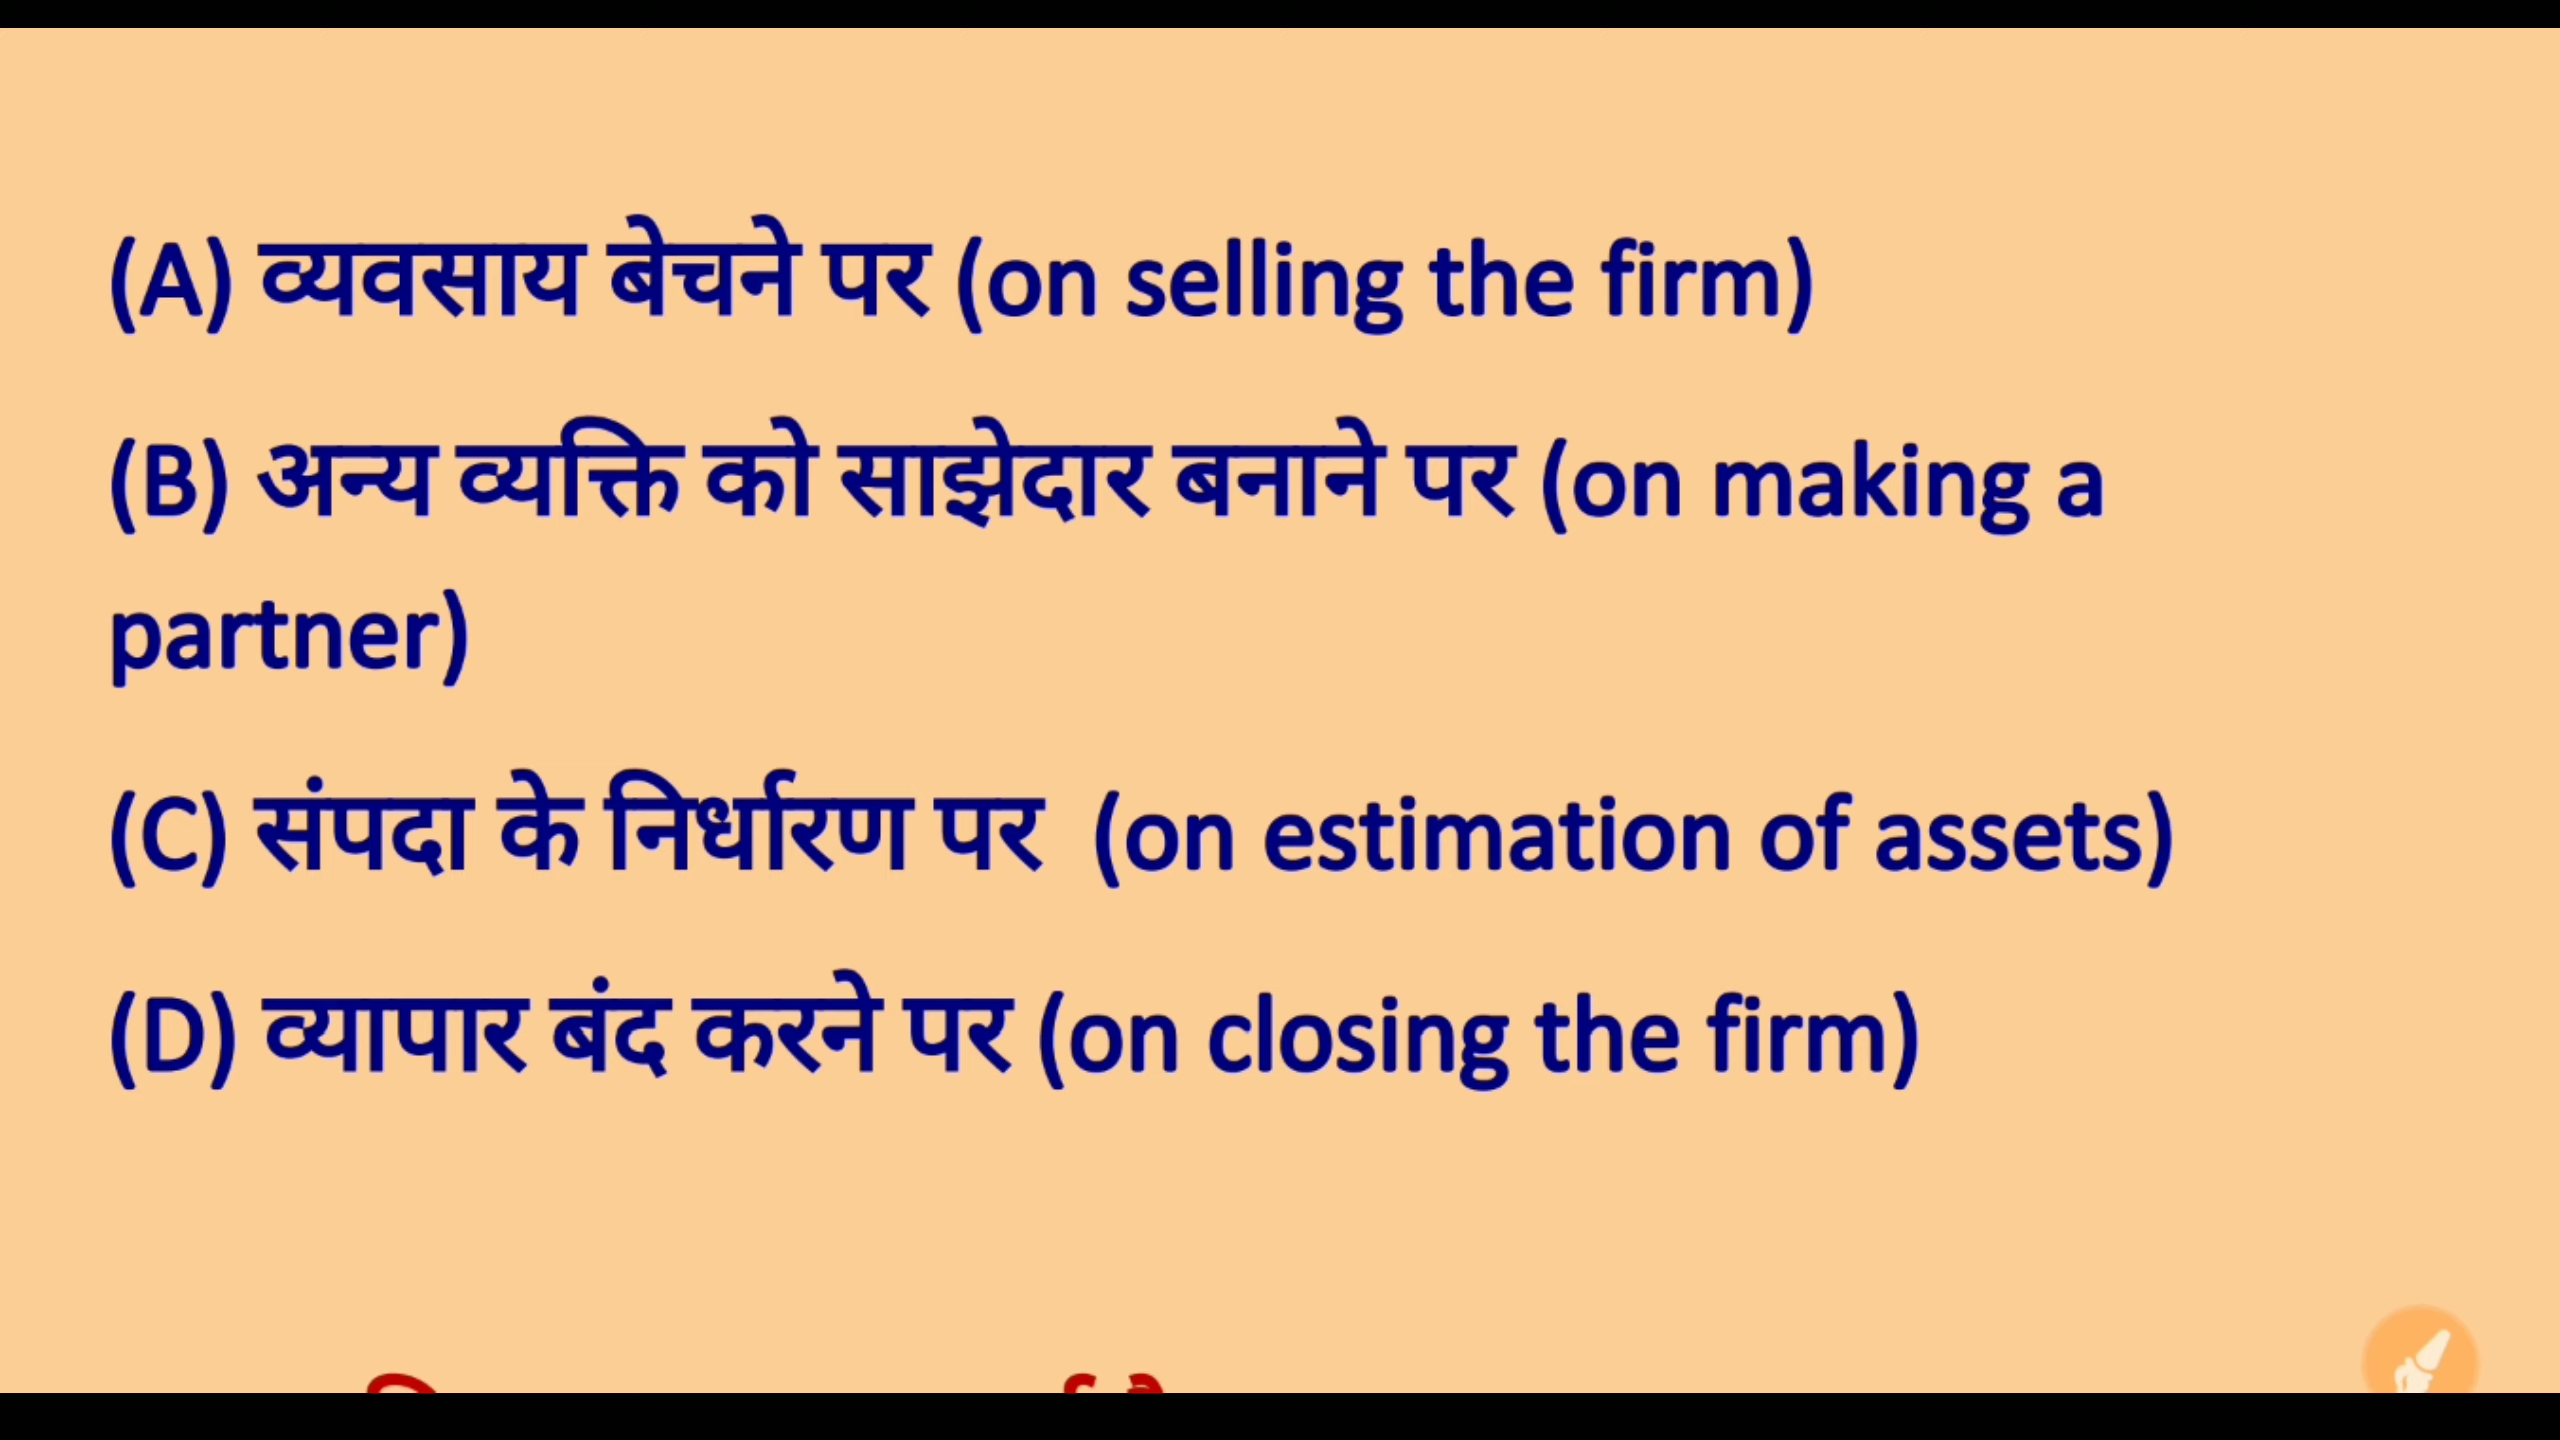 (A) व्यवसाय बेचने पर (on selling the firm)
(B) अन्य व्यक्ति को साझेदार बनाने पर (on making a
partner)
(C) संपदा के निर्धारण पर (on estimation of assets)
(D) व्यापार बंद करने पर (on closing the firm)